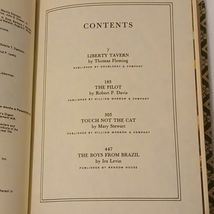 CONTENTS
7
LIBERTY TAVERN
by Thomas Fleming
PUBLISHED BY DOUBLEDAY & COMPANY
185
THE PILOT
by Robert P. Davis
PUBLISHED BY WILLIAM MORROW & COMPANY
305
TOUCH NOT THE CAT
by Mary Stewart
PUBLISHED BY WILLIAM MORROW & COMPANY
447
THE BOYS FROM BRAZIL
by Ira Levin
PUBLISHED BY RANDOM HOUSE